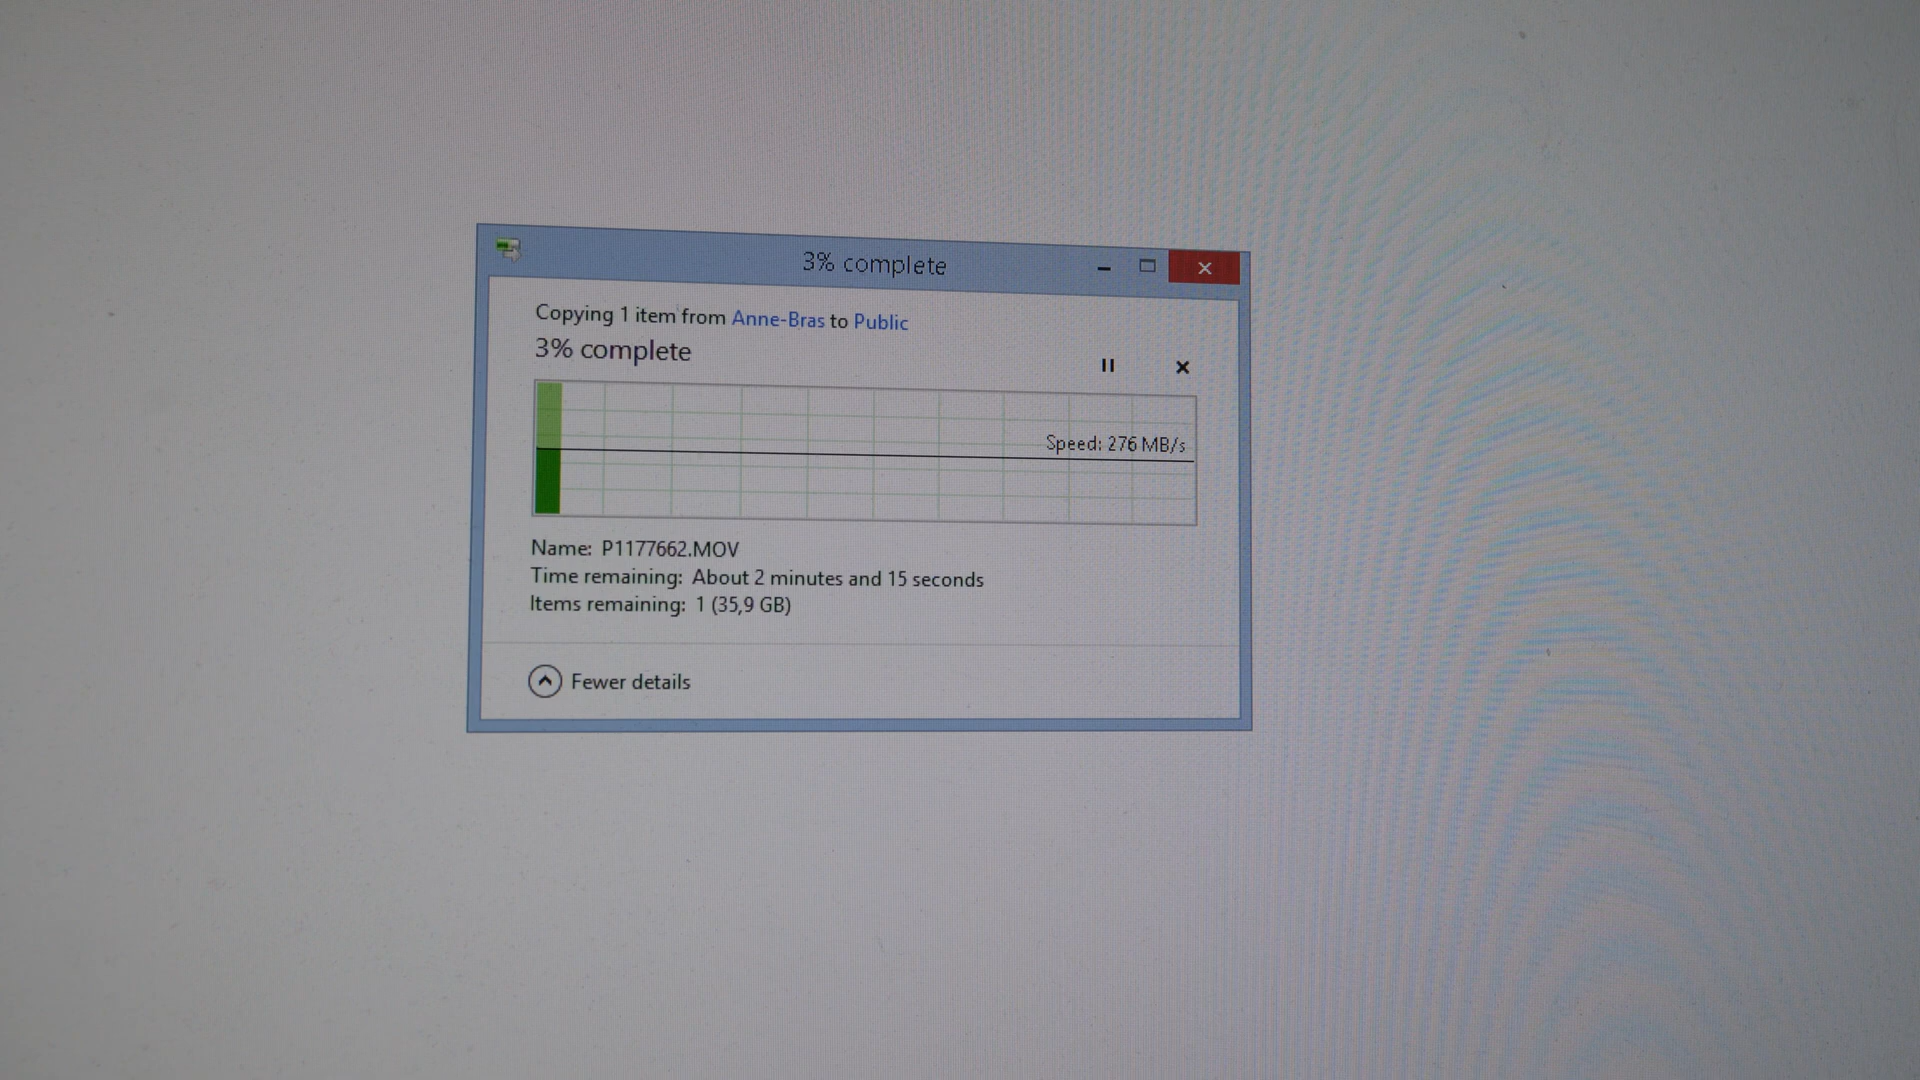 3% complete
Copying 1 item from Anne-Bras to Public
3% complete
Speed: 276 MB/s
Name: P1177662.MOV
Time remaining: About 2 minutes and 15 seconds
Items remaining: 1 (35,9 GB)
Fewer details